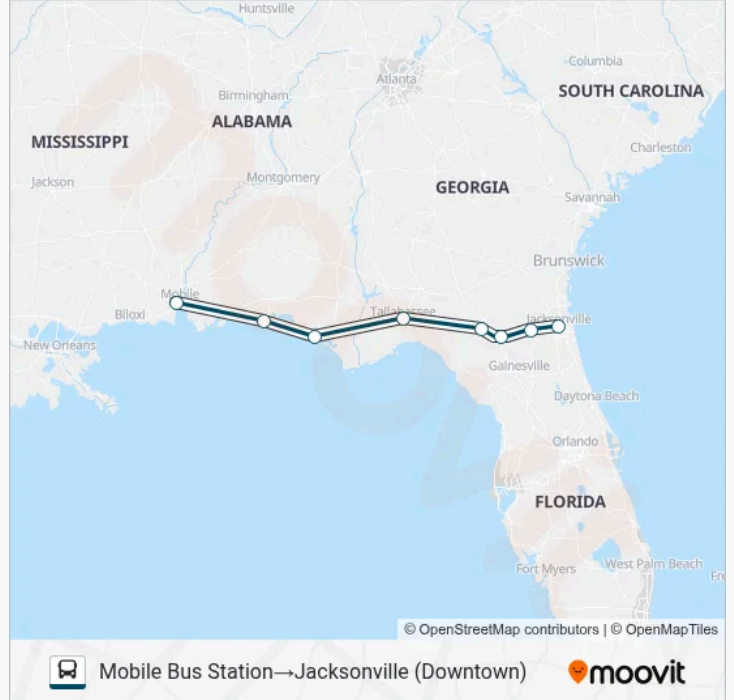 Huntsville
Columbia
Atlanta
SOUTH CAROLINA
Birmingham
ALABAMA
MISSISSIPPI
Charleston
Jackson
Montgomery
GEORGIA
Savannah
Brunswick
Mobile
Biloxi
Tallahassee
Jacksonville
New Orleans
Gainesville
Daytona Beach
Orlando
FLORIDA
Fort Myers
West Palm Beach
Fre
© OpenStreetMap contributors | © OpenMapTiles
Mobile Bus Station→Jacksonville (Downtown)
moovit